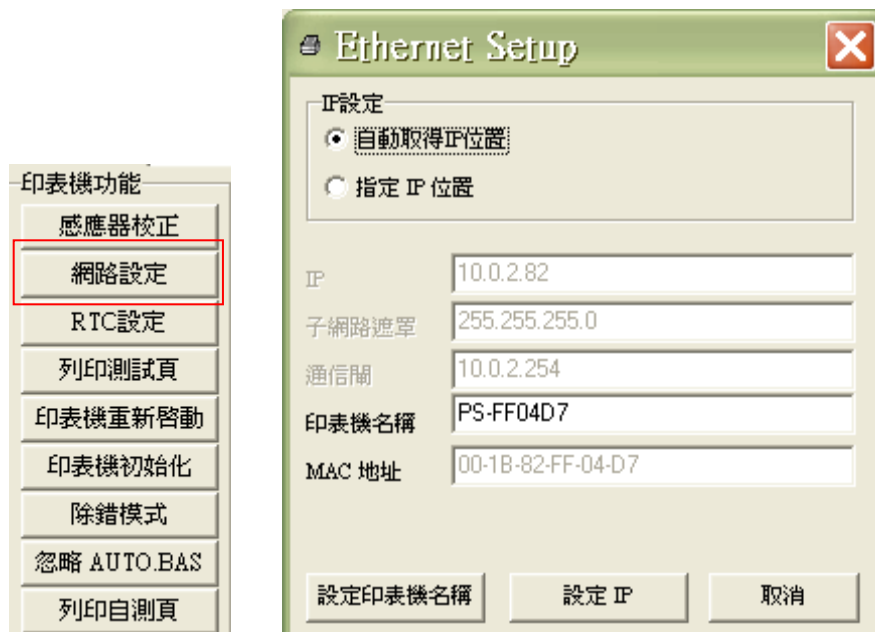 印表機功能
感應器校正
網路設定
RTC設定
列印測試頁
印表機重新啓動
印表機初始化
除錯模式
忽略 AUTO.BAS
列印自測頁
Ethernet Setup
IP設定
自動取得IP位置
指定 IP 位置
IP 10.0.2.82
子網路遮罩 255.255.255.0
通信閘 10.0.2.254
印表機名稱 PS-FF04D7
MAC 地址 00-1B-82-FF-04-D7
設定印表機名稱 設定 IP 取消